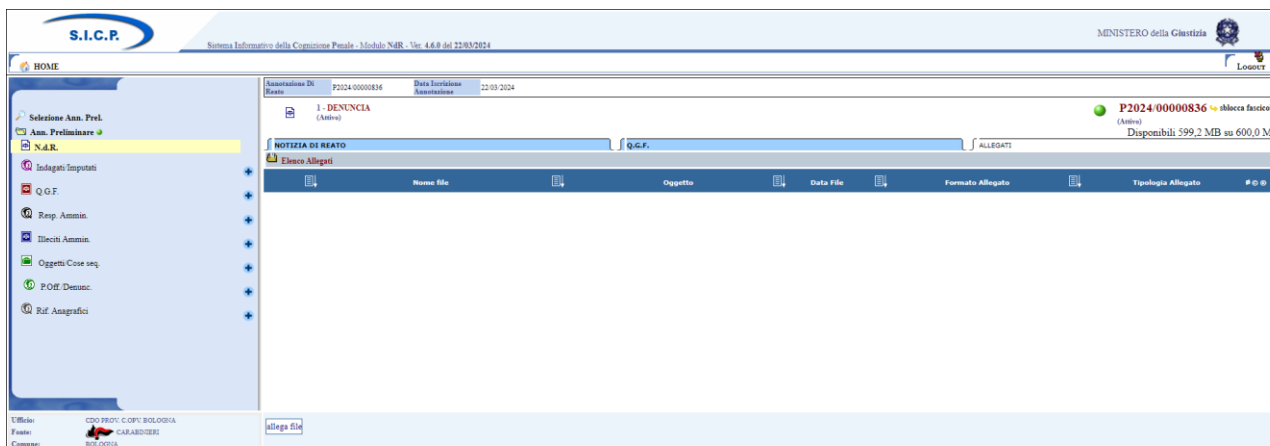 S.I.C.P.
Sistema Informativo della Cognizione Penale - Modulo NdR - Ver. 4.6.0 del 22/03/2024
MINISTERO della Giustizia
HOME
LOGOUT
Annotazione Di Reato
P2024/00000836
Data Iscrizione Annotazione
22/03/2024
1 - DENUNCIA
(Attivo)
P2024/00000836
sblocca fascico
(Attivo)
Disponibili 599,2 MB su 600,0 M
Selezione Ann. Prel.
Ann. Preliminare
N.d.R.
Indagati/Imputati
Q.G.F.
Resp. Ammin.
Illeciti Ammin.
Oggetti/Cose seq.
P.Off./Denunc.
Rif. Anagrafici
NOTIZIA DI REATO
Q.G.F.
ALLEGATI
Elenco Allegati
Nome file
Oggetto
Data File
Formato Allegato
Tipologia Allegato
Ufficio:
CDO PROV. C.OPV. BOLOGNA
Fonte:
CARABINIERI
Comune:
BOLOGNA
allega file